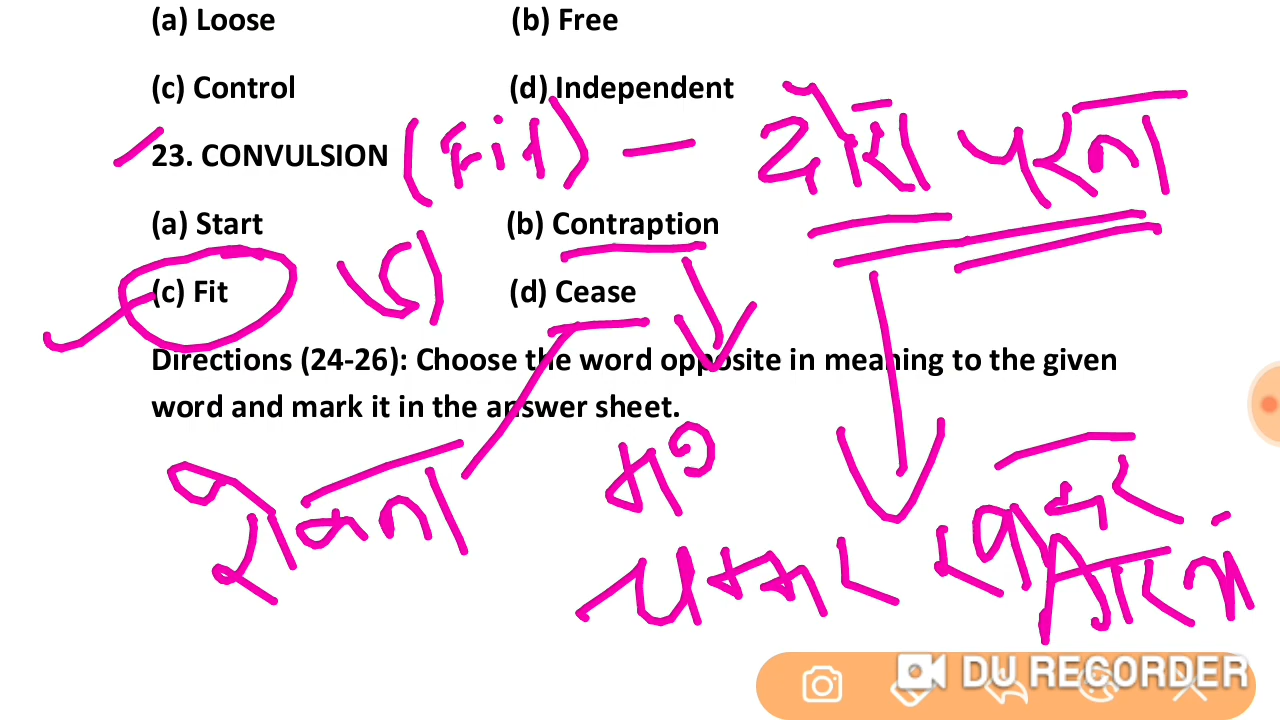 (a) Loose (b) Free
(c) Control (d) Independent
23. CONVULSION (Fit) – दौरा परना
(a) Start (b) Contraption
(c) Fit (d) Cease
Directions (24-26): Choose the word opposite in meaning to the given
word and mark it in the answer sheet.
रोकना
DU RECORDER